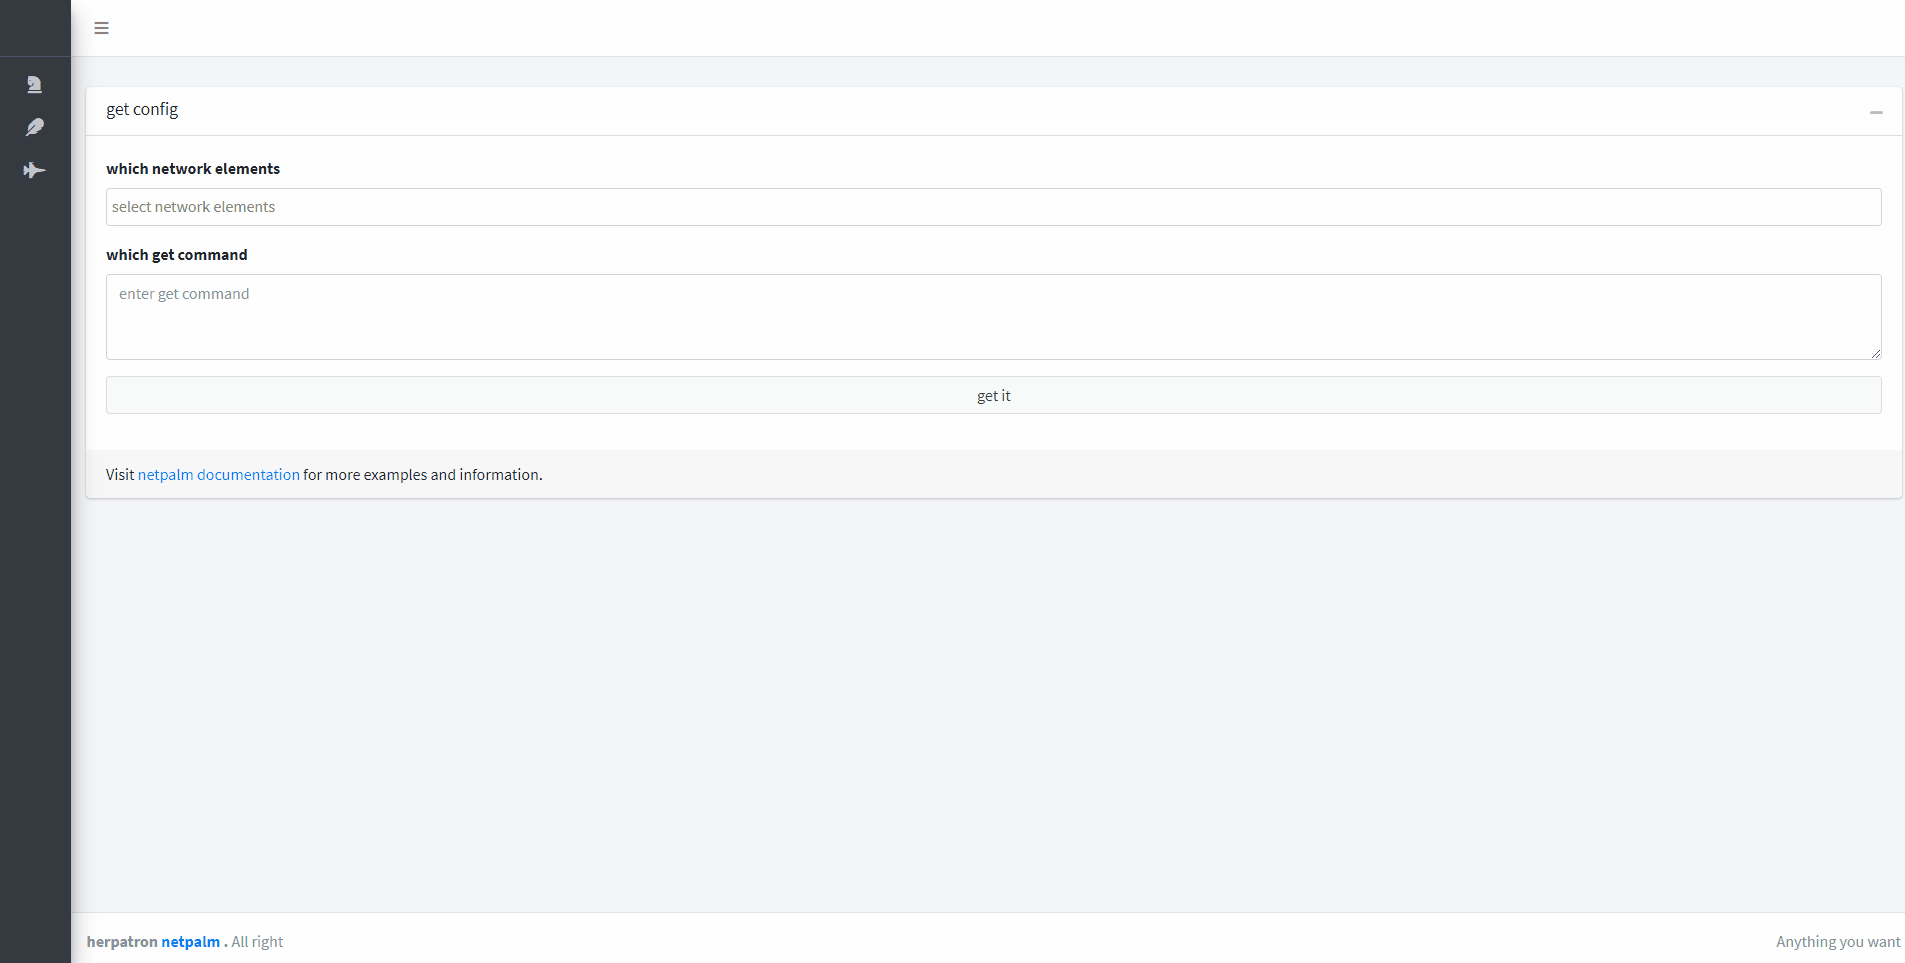 get config
which network elements
select network elements
which get command
enter get command
get it
Visit netpalm documentation for more examples and information.
herpatron netpalm . All right
Anything you want